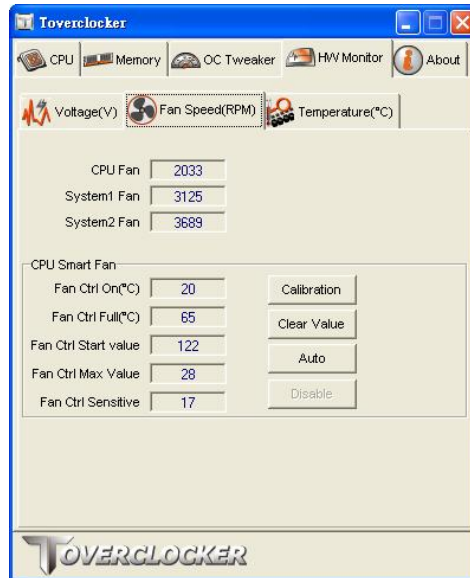 Toverclocker
CPU Memory OC Tweaker HW Monitor About
Voltage(V) Fan Speed(RPM) Temperature(°C)
CPU Fan 2033
System1 Fan 3125
System2 Fan 3689
CPU Smart Fan
Fan Ctrl On(°C) 20 Calibration
Fan Ctrl Full(°C) 65 Clear Value
Fan Ctrl Start value 122 Auto
Fan Ctrl Max Value 28 Disable
Fan Ctrl Sensitive 17
TOVERCLOCKER